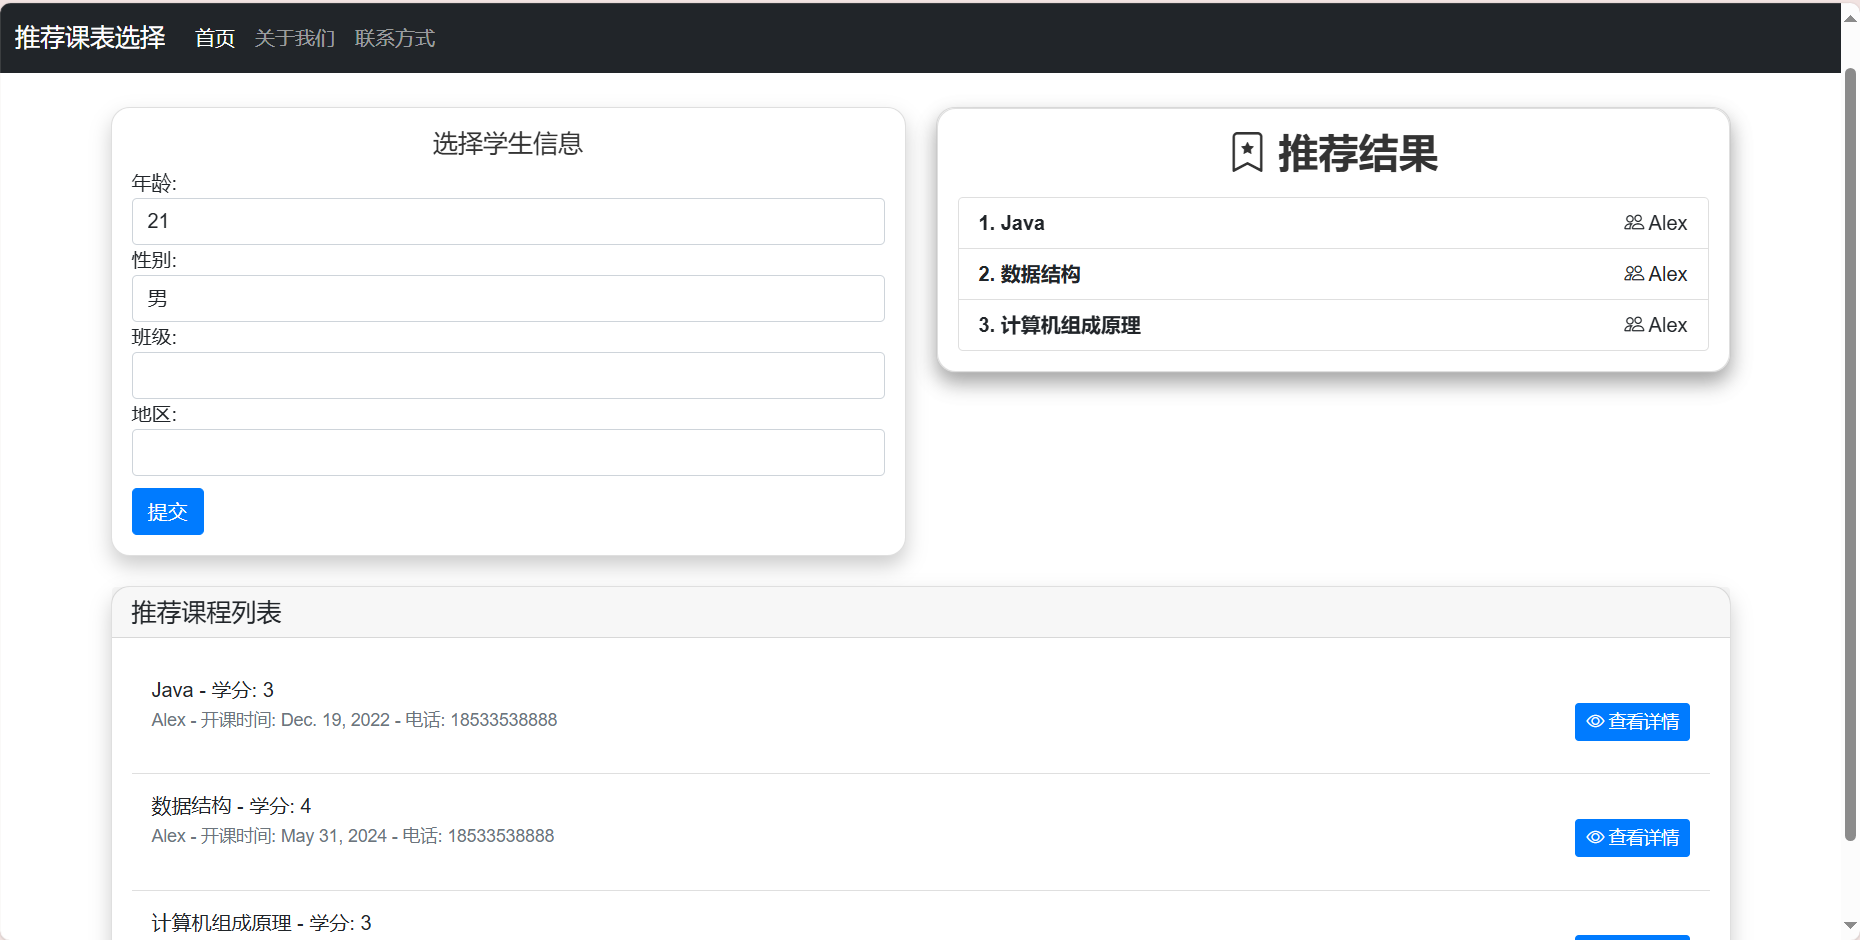 推荐课表选择 首页 关于我们 联系方式
选择学生信息
年龄:
21
性别:
男
班级:
地区:
提交
推荐结果
1. Java Alex
2. 数据结构 Alex
3. 计算机组成原理 Alex
推荐课程列表
Java - 学分: 3
Alex - 开课时间: Dec. 19, 2022 - 电话: 18533538888
查看详情
数据结构 - 学分: 4
Alex - 开课时间: May 31, 2024 - 电话: 18533538888
查看详情
计算机组成原理 - 学分: 3